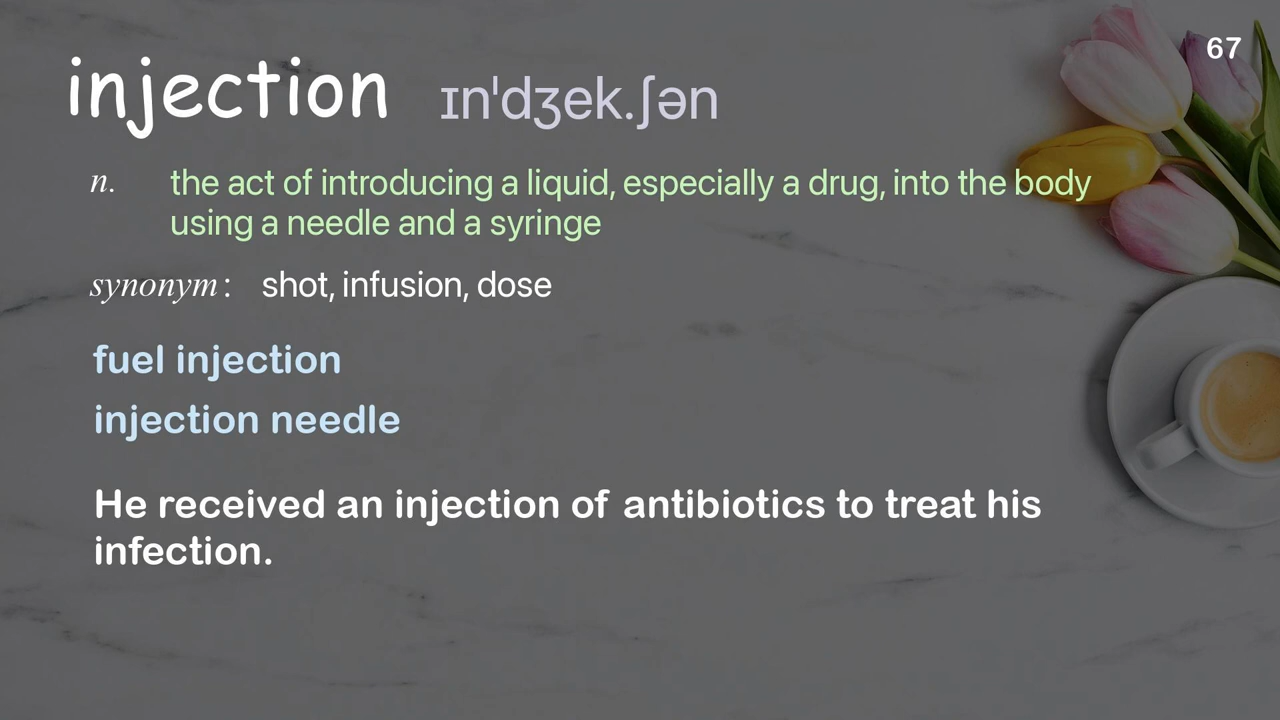 67
injection ɪnˈdʒek.ʃən
n. the act of introducing a liquid, especially a drug, into the body
using a needle and a syringe
synonym: shot, infusion, dose
fuel injection
injection needle
He received an injection of antibiotics to treat his
infection.